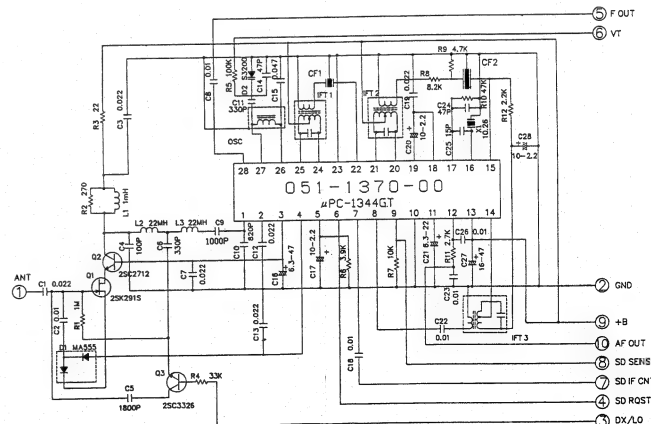 ⑤ F OUT
⑥ VT
R9 4.7K
CF2
R5 100K
D2 S3200
C14 47P
C15 0.047
C8 0.01
C11 330P
CF1
IFT 1
IFT 2
C19 0.022
R8 8.2K
R10 47K
C24 47P
R12 2.2K
R3 22
C3 0.022
OSC
C20 10-2.2
C25 15P
X1 10.26
C28 10-2.2
28 27 26 25 24 23 22 21 20 19 18 17 16 15
051-1370-00
μPC-1344GT
1 2 3 4 5 6 7 8 9 10 11 12 13 14
R2 270
L1 1mH
L2 22MH
L3 22MH
C9 1000P
C10 820P
C12 0.022
C4 100P
C6 330P
C16 6.3-47
C17 10-2.2
R6 3.9K
R7 10K
C21 6.3-22
R11 2.7K
C26 0.01
C27 16-47
Q2 2SC2712
C7 0.022
ANT
①
C1 0.022
Q1 2SK291S
② GND
C23 0.01
C2 0.01
R1 1M
C13 0.022
C22 0.01
IFT 3
⑨ +B
⑩ AF OUT
D1 MA555
C18 0.01
⑧ SD SENS
Q3 2SC3326
R4 33K
⑦ SD IF CNT
C5 1800P
④ SD RQST
③ DX/LO